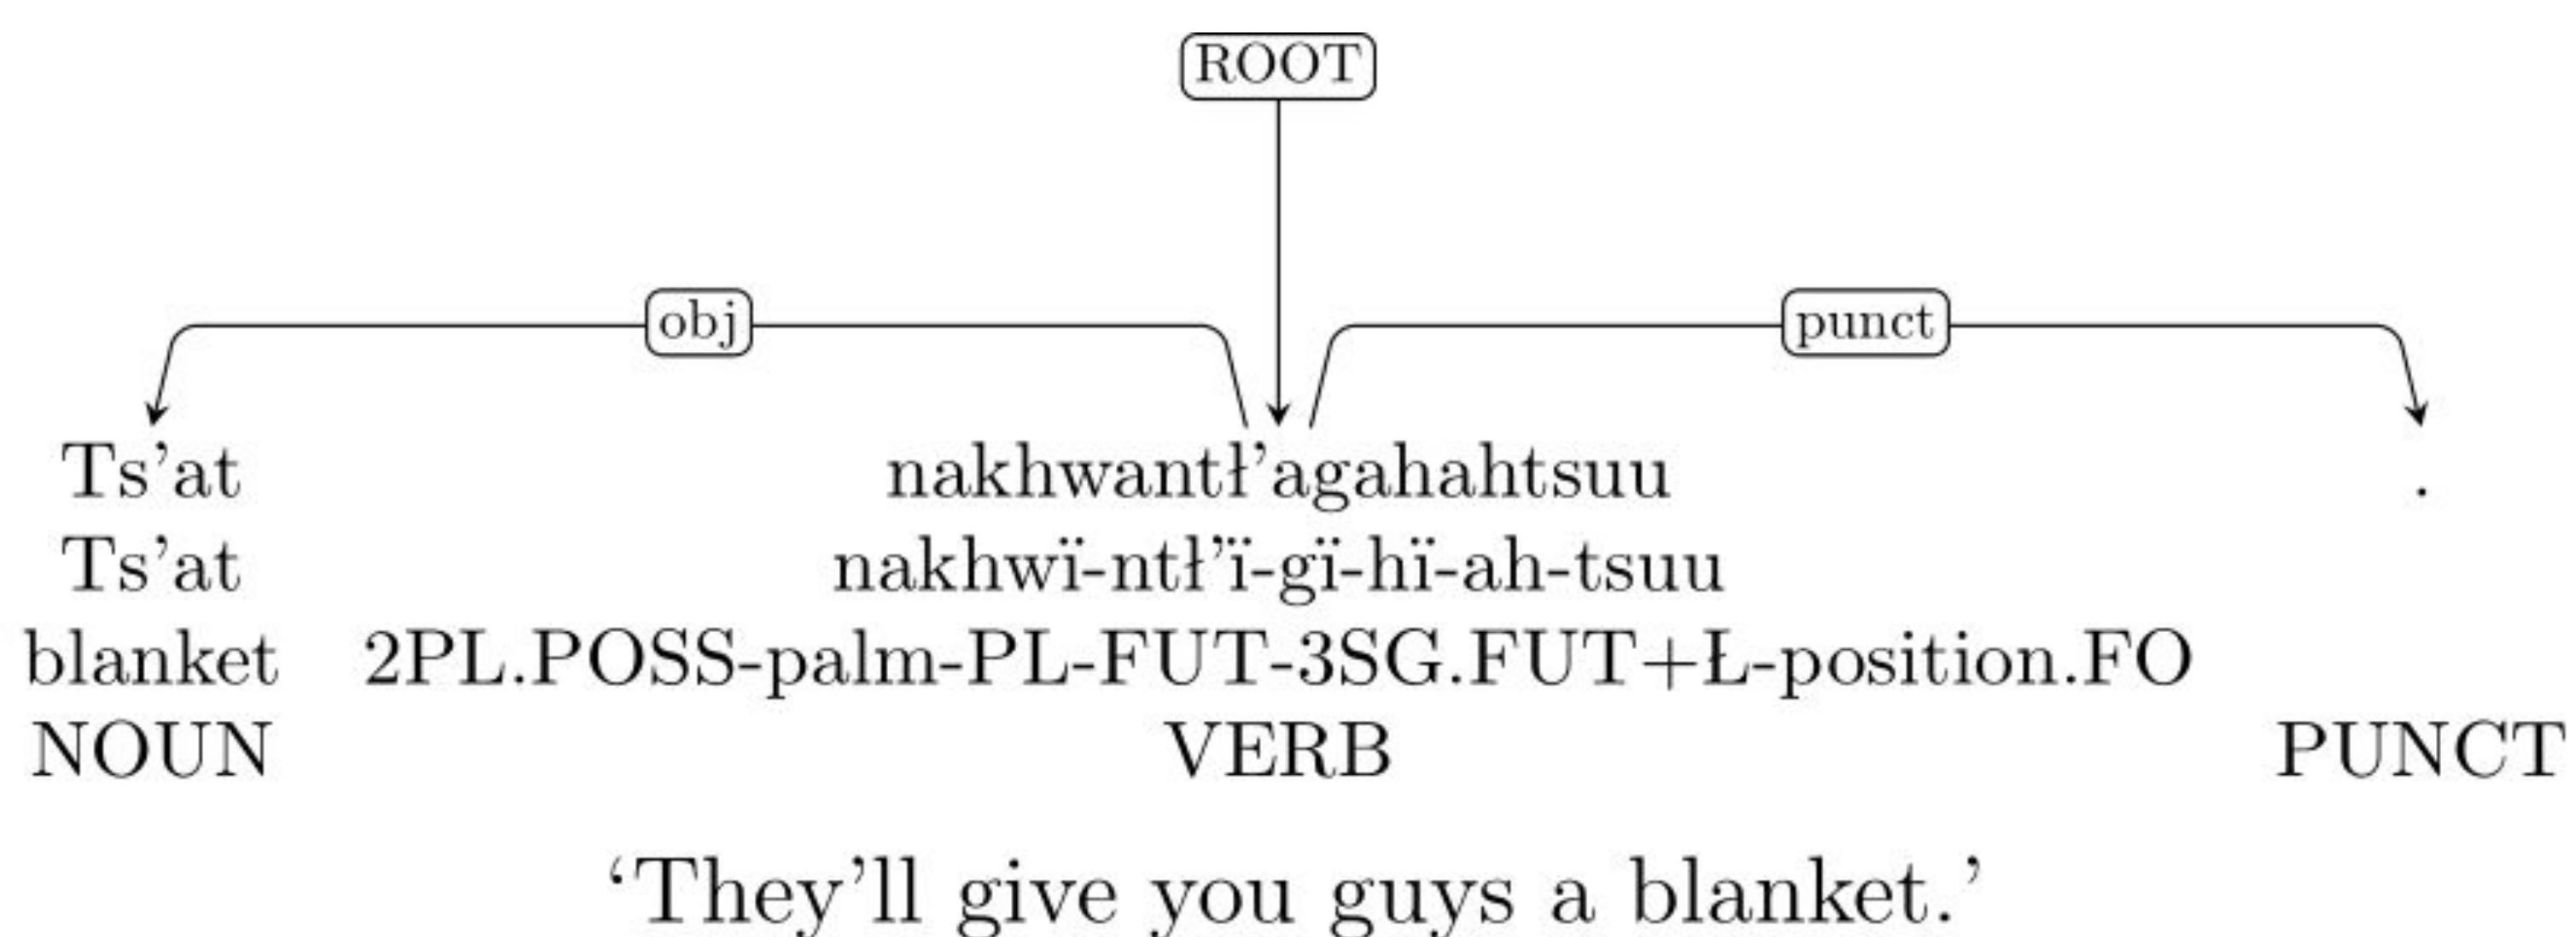 ROOT
obj punct
Ts’at nakhwantł’agahahtsuu .
Ts’at nakhwï-ntł’’ï-gï-hï-ah-tsuu
blanket 2PL.POSS-palm-PL-FUT-3SG.FUT+Ł-position.FO
NOUN VERB PUNCT
‘They’ll give you guys a blanket.’